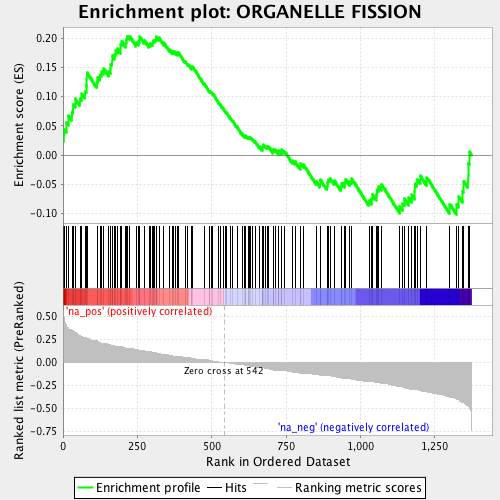 Enrichment plot: ORGANELLE FISSION
Enrichment score (ES)
0.20
0.15
0.10
0.05
0.00
-0.05
-0.10
'na_pos' (positively correlated)
Ranked list metric (PreRanked)
0.50
0.25
0.00
-0.25
-0.50
-0.75
Zero cross at 542
'na_neg' (negatively correlated)
0
250
500
750
1,000
1,250
Rank in Ordered Dataset
Enrichment profile
Hits
Ranking metric scores